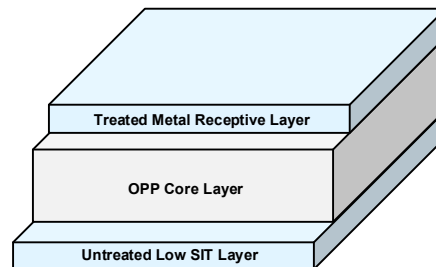 Treated Metal Receptive Layer
OPP Core Layer
Untreated Low SIT Layer